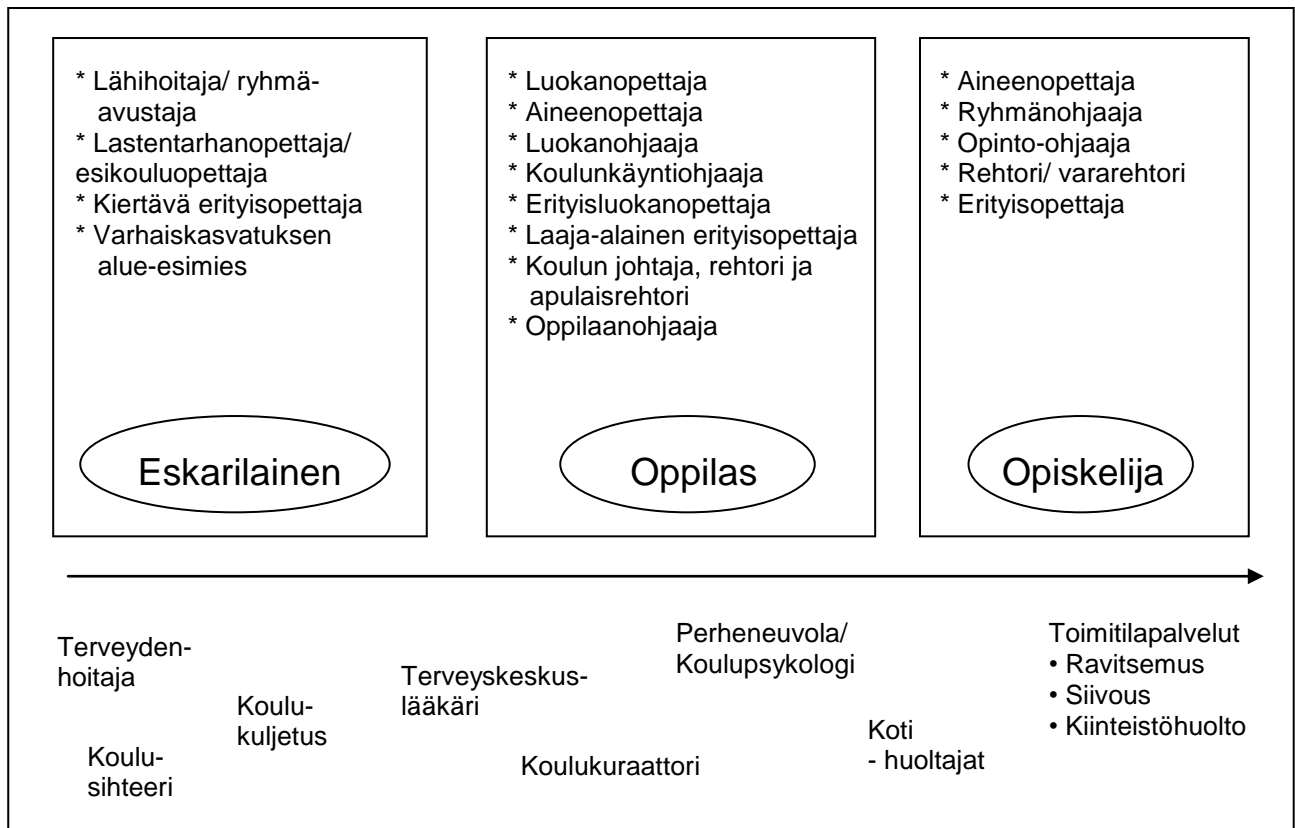 * Lähihoitaja/ ryhmä-
avustaja
* Lastentarhanopettaja/
esikouluopettaja
* Kiertävä erityisopettaja
* Varhaiskasvatuksen
alue-esimies
Eskarilainen
* Luokanopettaja
* Aineenopettaja
* Luokanohjaaja
* Koulunkäyntiohjaaja
* Erityisluokanopettaja
* Laaja-alainen erityisopettaja
* Koulun johtaja, rehtori ja
apulaisrehtori
* Oppilaanohjaaja
Oppilas
* Aineenopettaja
* Ryhmänohjaaja
* Opinto-ohjaaja
* Rehtori/ vararehtori
* Erityisopettaja
Opiskelija
Terveyden-
hoitaja
Koulu-
sihteeri
Koulu-
kuljetus
Terveyskeskus-
lääkäri
Koulukuraattori
Perheneuvola/
Koulupsykologi
Koti
- huoltajat
Toimitilapalvelut
• Ravitsemus
• Siivous
• Kiinteistöhuolto